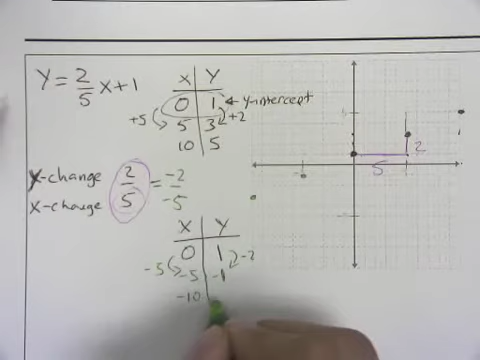 y = 2/5 x + 1
x y
0 1 ← y-intercept
+5 5 3 +2
10 5
y-change 2/5 = -2/-5
x-change
2
5
x y
0 1
-5 -5 -1 -2
-10